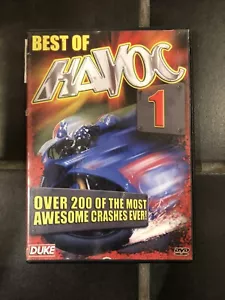 BEST OF
HAVOC
1
OVER 200 OF THE MOST
AWESOME CRASHES EVER!
DUKE
DVD